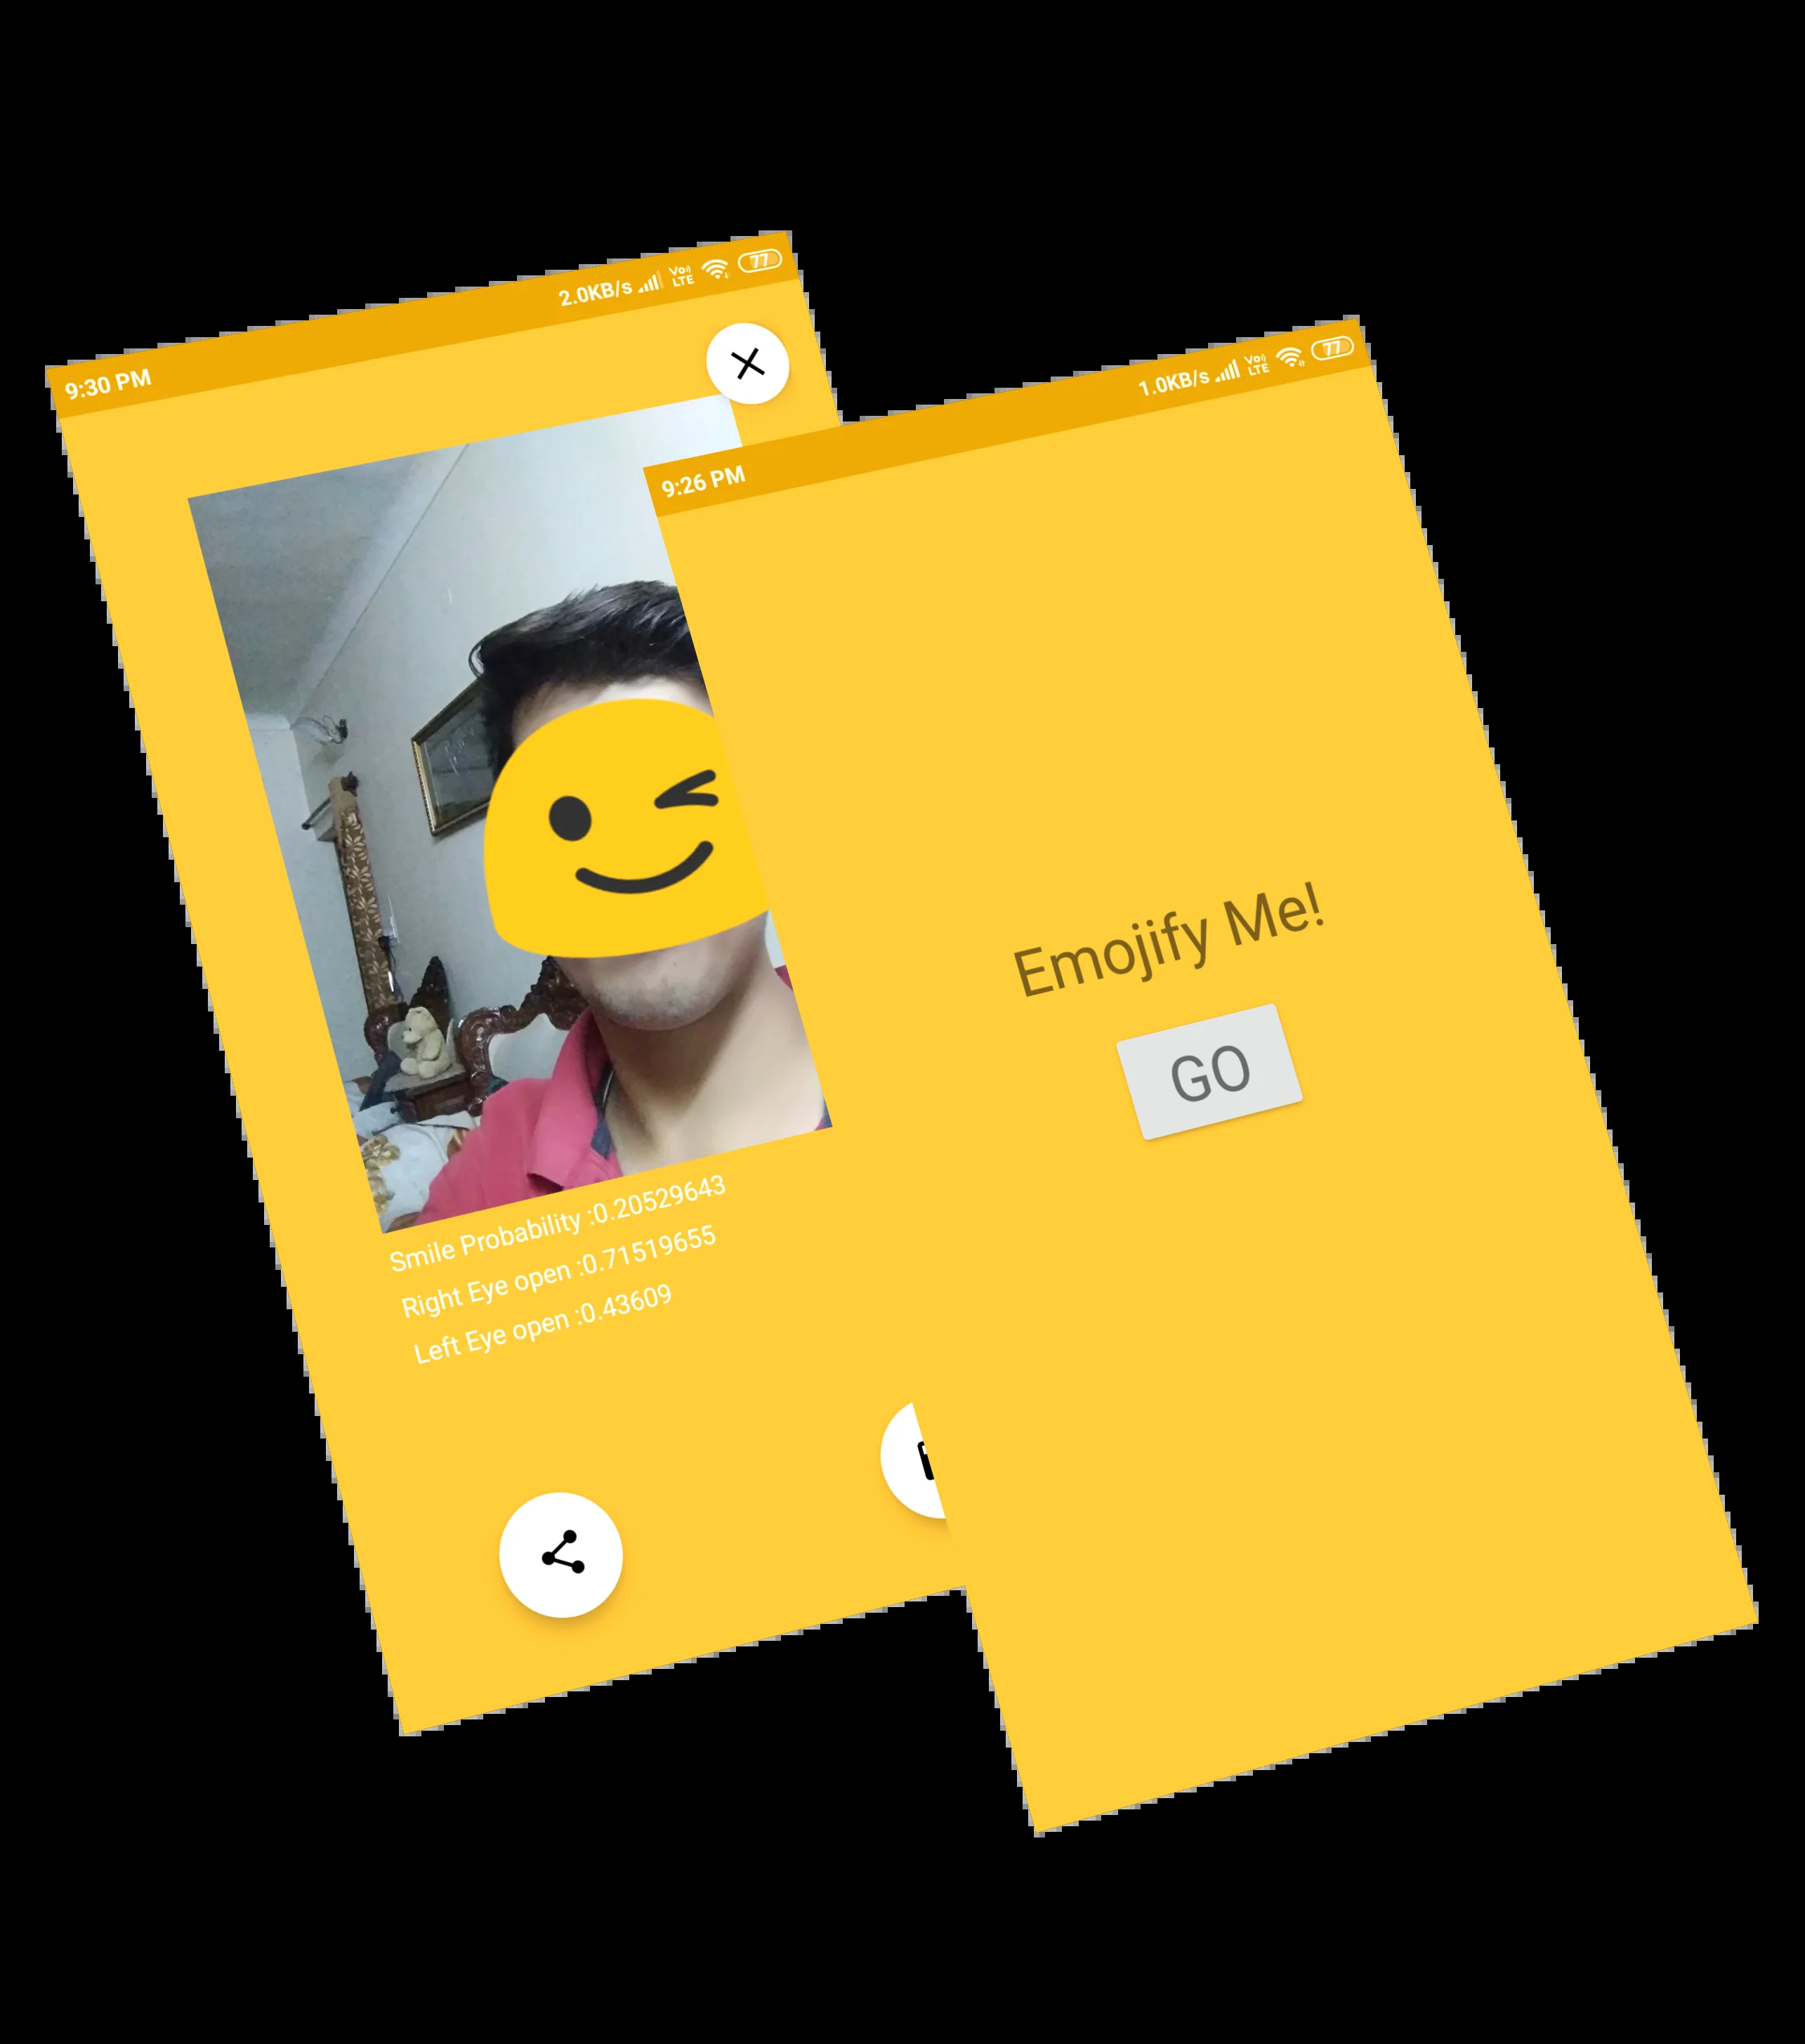 9:30 PM
2.0KB/s Vo) LTE 77
Smile Probability :0.20529643
Right Eye open :0.71519655
Left Eye open :0.43609
9:26 PM
1.0KB/s Vo) LTE 77
Emojify Me!
GO